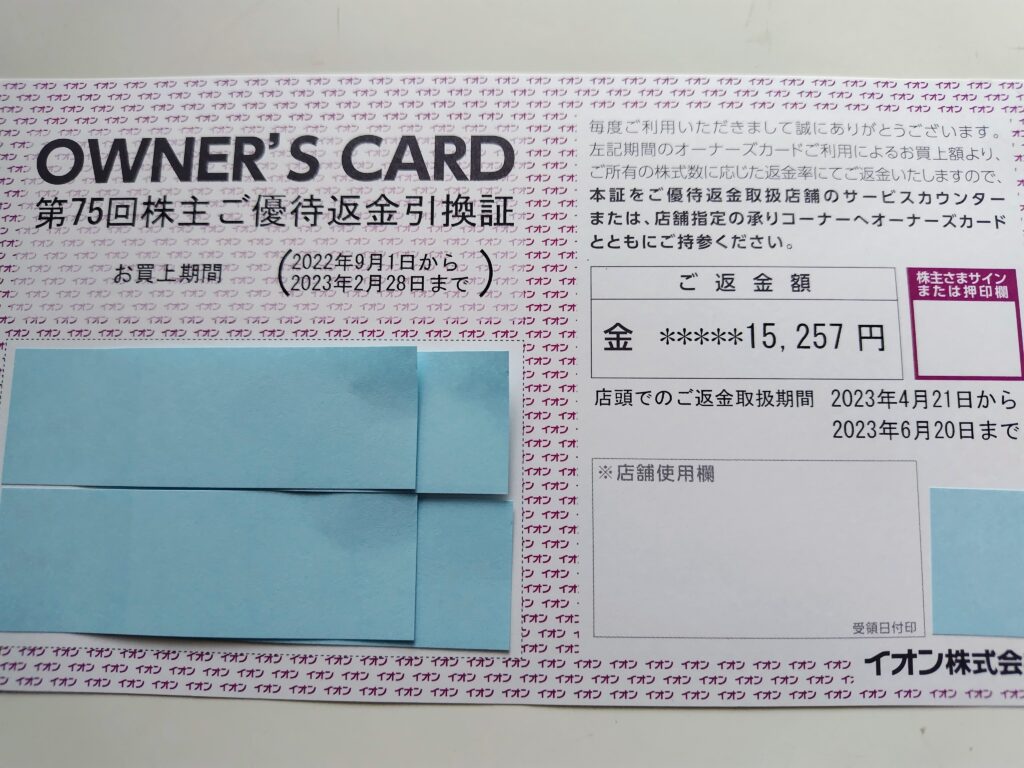 OWNER'S CARD
第75回株主ご優待返金引換証
お買上期間
(2022年9月1日から
2023年2月28日まで)
毎度ご利用いただきまして誠にありがとうございます。
左記期間のオーナーズカードご利用によるお買上額より、
ご所有の株式数に応じた返金率にてご返金いたしますので、
本証をご優待返金取扱店舗のサービスカウンター
または、店舗指定の承りコーナーへオーナーズカード
とともにご持参ください。
ご返金額
金 *****15,257円
株主さまサイン
または押印欄
店頭でのご返金取扱期間 2023年4月21日から
2023年6月20日まで
※店舗使用欄
受領日付印
イオン株式会